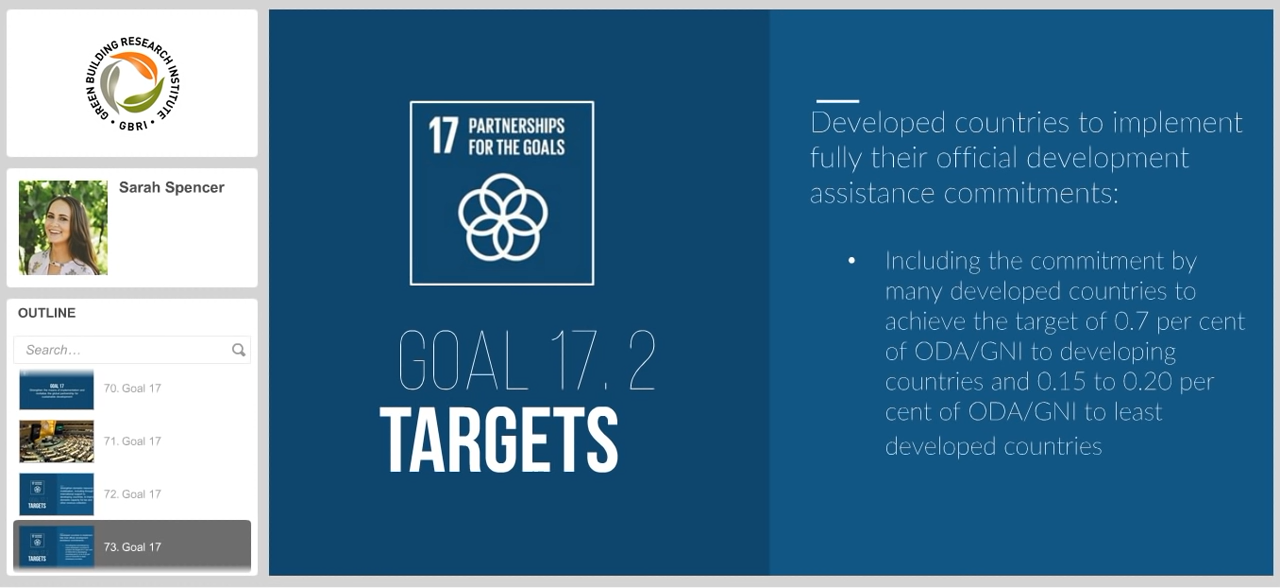 GREEN BUILDING RESEARCH INSTITUTE
• GBRI •
Sarah Spencer
OUTLINE
Search...
70. Goal 17
71. Goal 17
72. Goal 17
73. Goal 17
17 PARTNERSHIPS
FOR THE GOALS
GOAL 17. 2
TARGETS
Developed countries to implement
fully their official development
assistance commitments:
• Including the commitment by
many developed countries to
achieve the target of 0.7 per cent
of ODA/GNI to developing
countries and 0.15 to 0.20 per
cent of ODA/GNI to least
developed countries